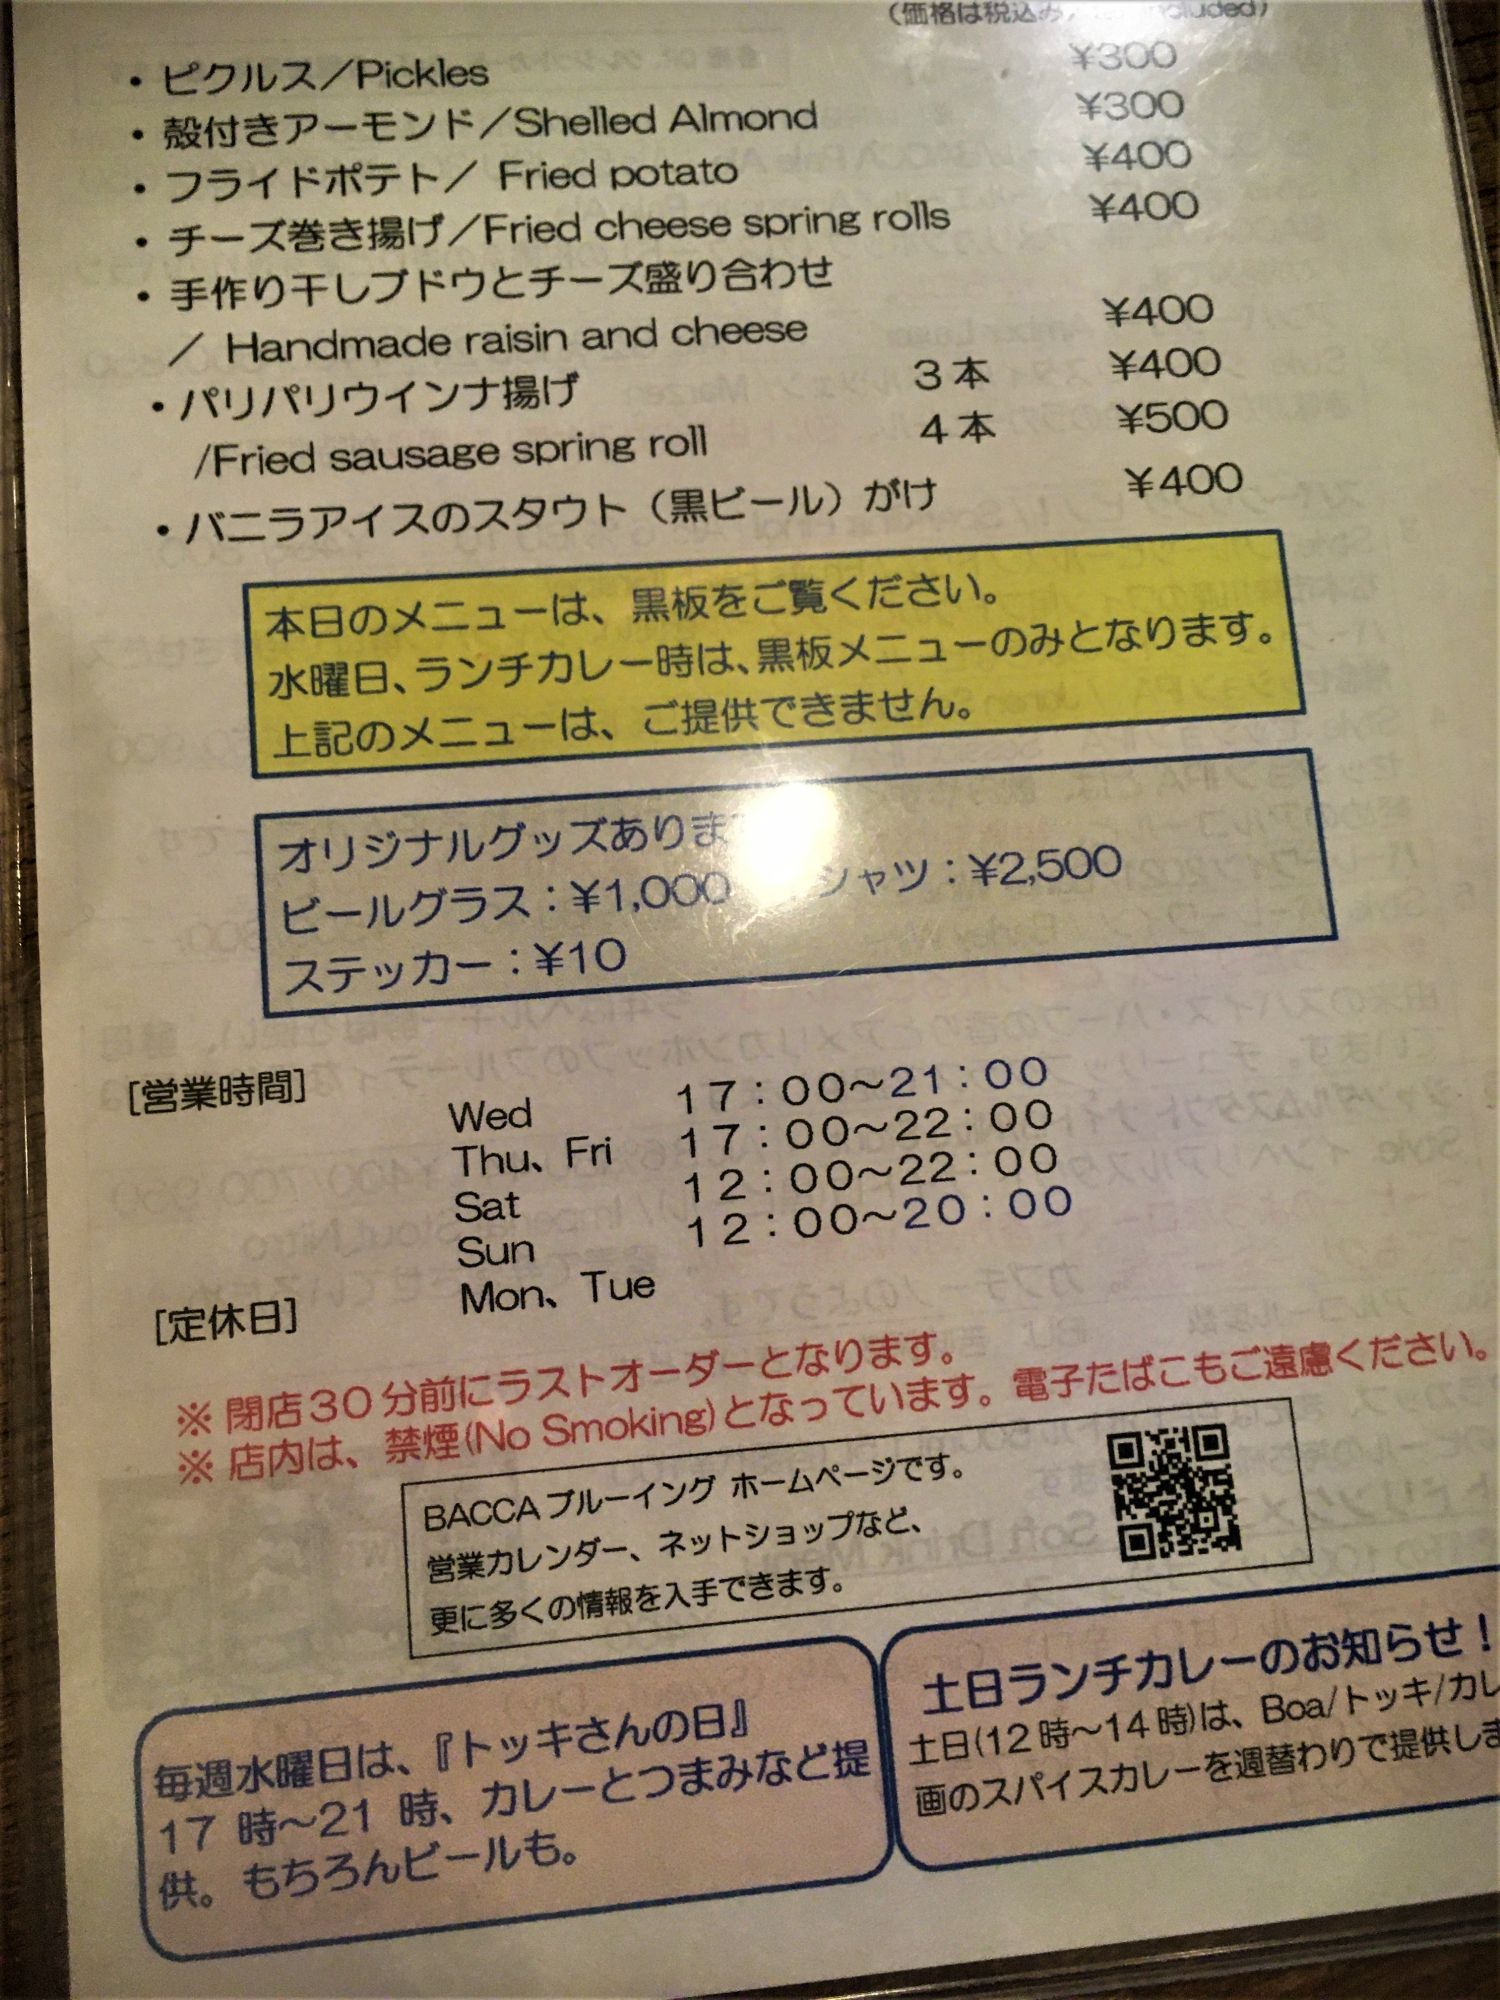 (価格は税込み
・ピクルス／Pickles ¥300
・殻付きアーモンド／Shelled Almond ¥300
・フライドポテト／ Fried potato ¥400
・チーズ巻き揚げ／Fried cheese spring rolls ¥400
・手作り干しブドウとチーズ盛り合わせ
／ Handmade raisin and cheese ¥400
・パリパリウインナ揚げ 3本 ¥400
/Fried sausage spring roll 4本 ¥500
・バニラアイスのスタウト（黒ビール）がけ ¥400
本日のメニューは、黒板をご覧ください。
水曜日、ランチカレー時は、黒板メニューのみとなります。
上記のメニューは、ご提供できません。
オリジナルグッズありま
ビールグラス：¥1,000 シャツ：¥2,500
ステッカー：¥10
[営業時間]
Wed 17：00～21：00
Thu、Fri 17：00～22：00
Sat 12：00～22：00
Sun 12：00～20：00
[定休日] Mon、Tue
※ 閉店30分前にラストオーダーとなります。
※ 店内は、禁煙(No Smoking)となっています。電子たばこもご遠慮ください。
BACCAブルーイング ホームページです。
営業カレンダー、ネットショップなど、
更に多くの情報を入手できます。
毎週水曜日は、『トッキさんの日』
17 時～21 時、カレーとつまみなど提
供。もちろんビールも。
土日ランチカレーのお知らせ！
土日(12時～14時)は、Boa/トッキ/カレ
画のスパイスカレーを週替わりで提供しま